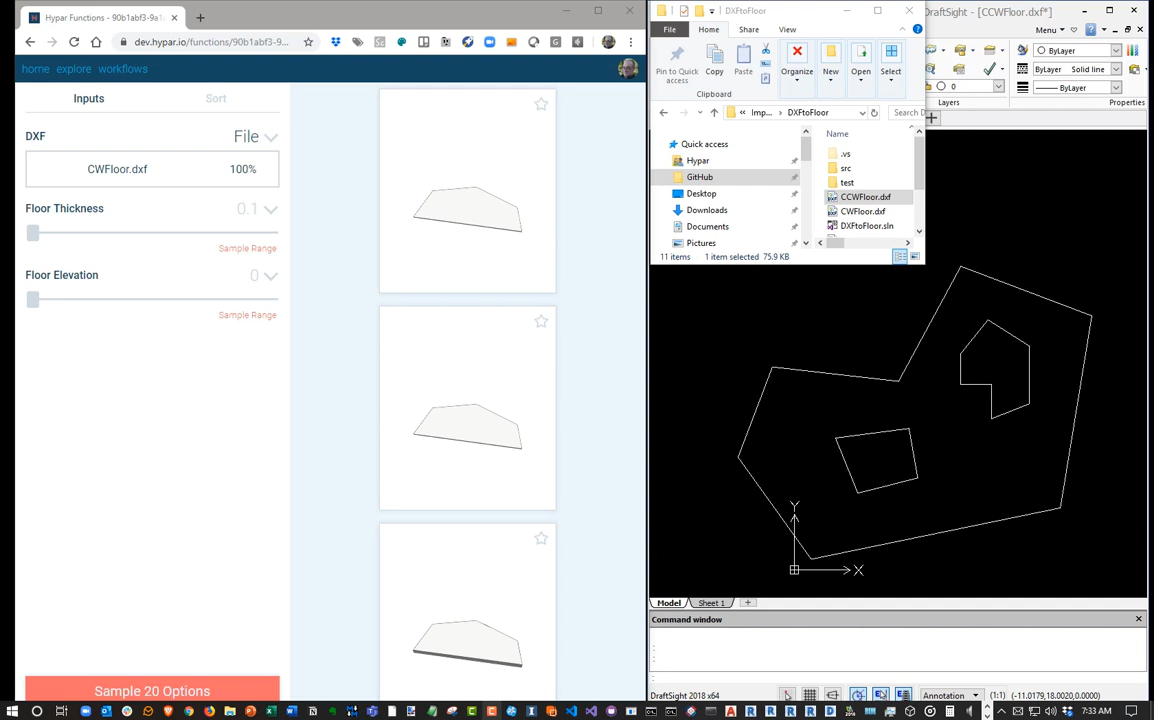 Hypar Functions - 90b1abf3-9a1
dev.hypar.io/functions/90b1abf3-9...
home explore workflows
Inputs Sort
DXF File
CWFloor.dxf 100%
Floor Thickness 0.1
Sample Range
Floor Elevation 0
Sample Range
Sample 20 Options
DXFtoFloor
File Home Share View
Pin to Quick access Copy Paste Organize New Open Select
Clipboard
« Imp... › DXFtoFloor Search D
Quick access
Hypar
GitHub
Desktop
Downloads
Documents
Pictures
Name
.vs
src
test
CCWFloor.dxf
CWFloor.dxf
DXFtoFloor.sln
11 items 1 item selected 75.9 KB
DraftSight - [CCWFloor.dxf*]
Menu
ByLayer
ByLayer Solid line
0 ByLayer
Layers Properties
Y
X
Model Sheet 1
Command window
:
:
:
DraftSight 2018 x64 Annotation (1:1) (-11.0179,18.0020,0.0000)
7:33 AM